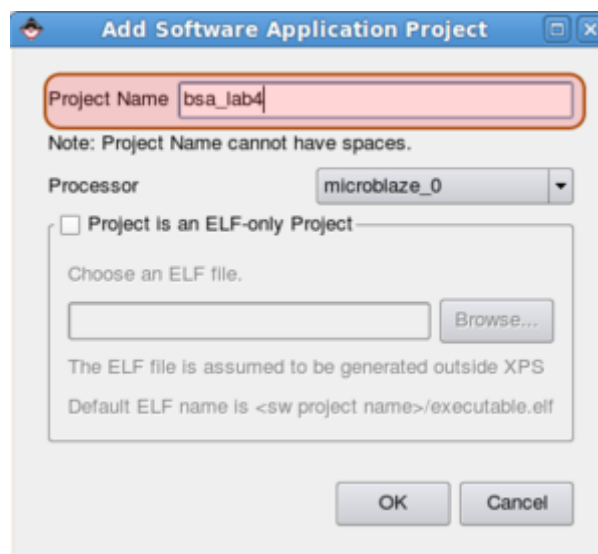 Add Software Application Project
Project Name bsa_lab4
Note: Project Name cannot have spaces.
Processor microblaze_0
Project is an ELF-only Project
Choose an ELF file.
Browse...
The ELF file is assumed to be generated outside XPS
Default ELF name is <sw project name>/executable.elf
OK Cancel